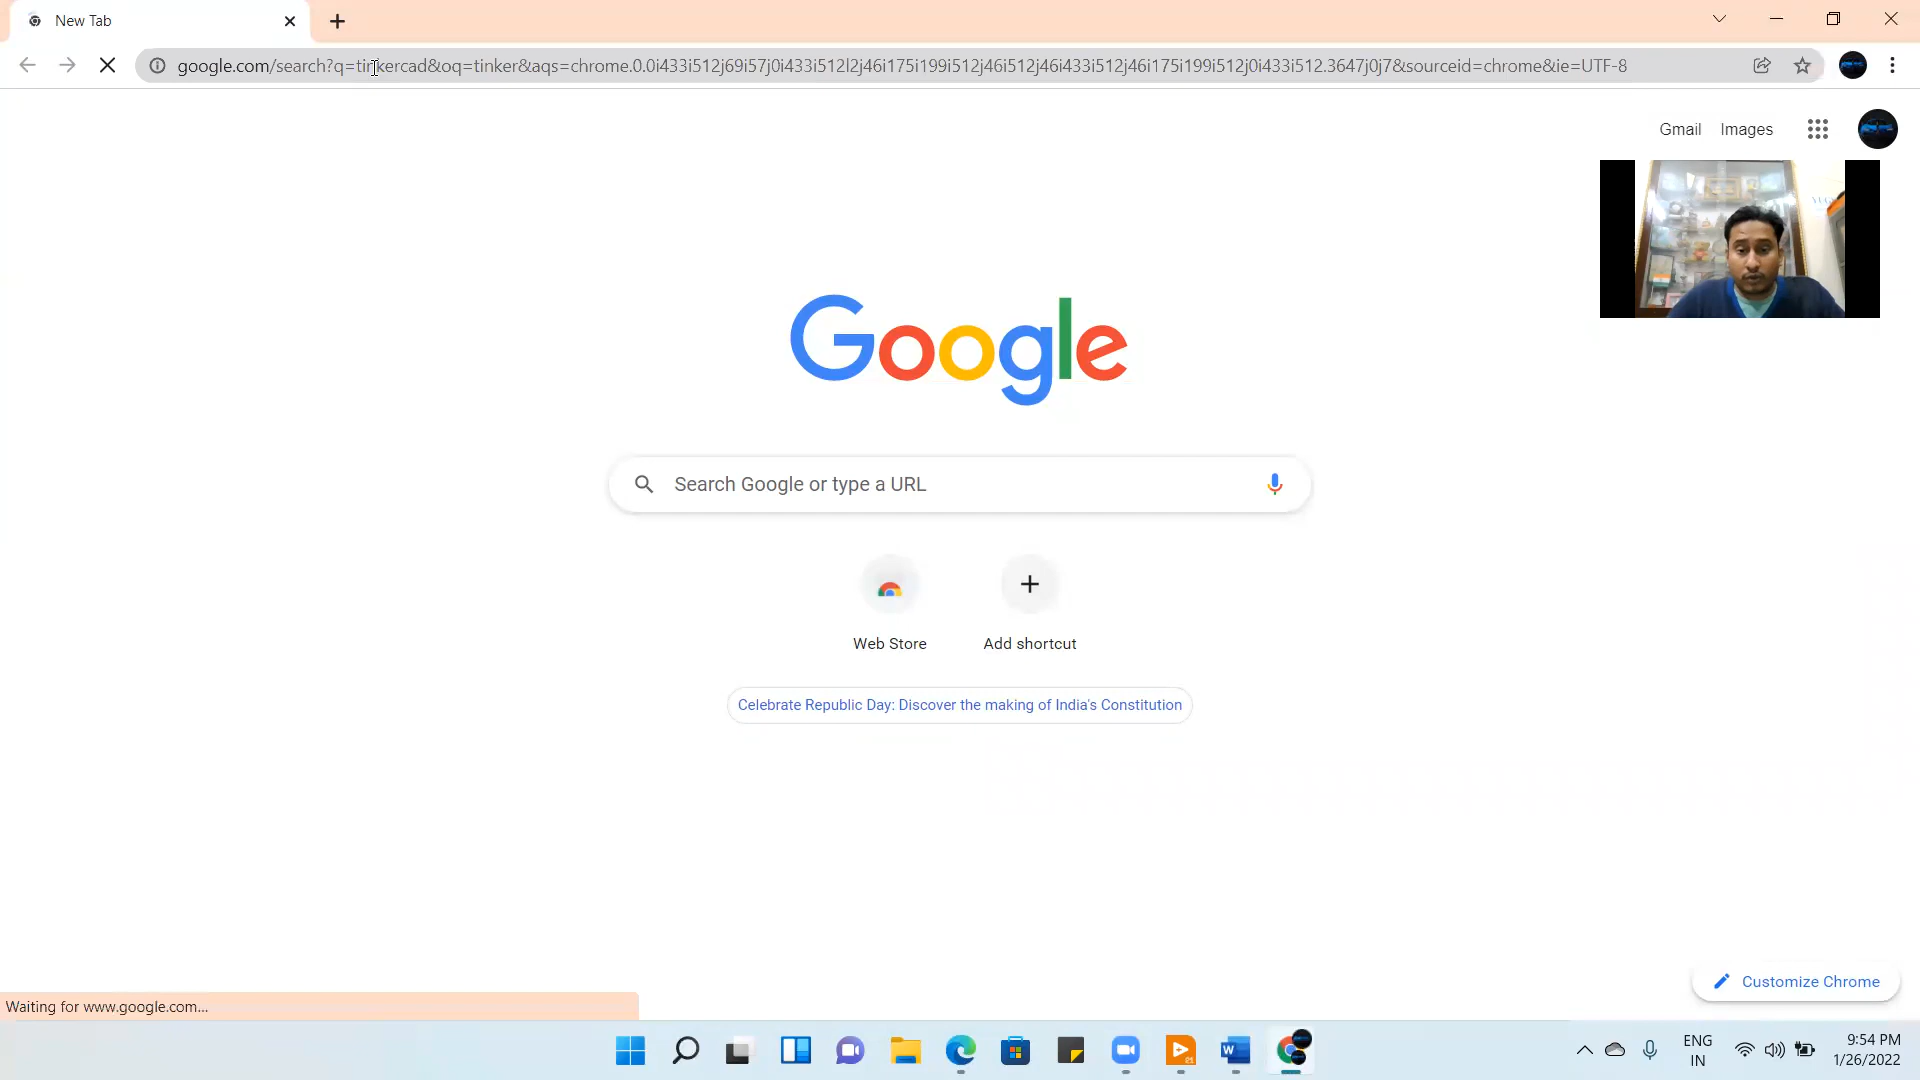 New Tab
google.com/search?q=tinkercad&oq=tinker&aqs=chrome.0.0i433i512j69i57j0i433i512l2j46i175i199i512j46i512j46i433i512j46i175i199i512j0i433i512.3647j0j7&sourceid=chrome&ie=UTF-8
Gmail Images
Google
Search Google or type a URL
Web Store Add shortcut
Celebrate Republic Day: Discover the making of India's Constitution
Customize Chrome
Waiting for www.google.com...
ENG
IN
9:54 PM
1/26/2022